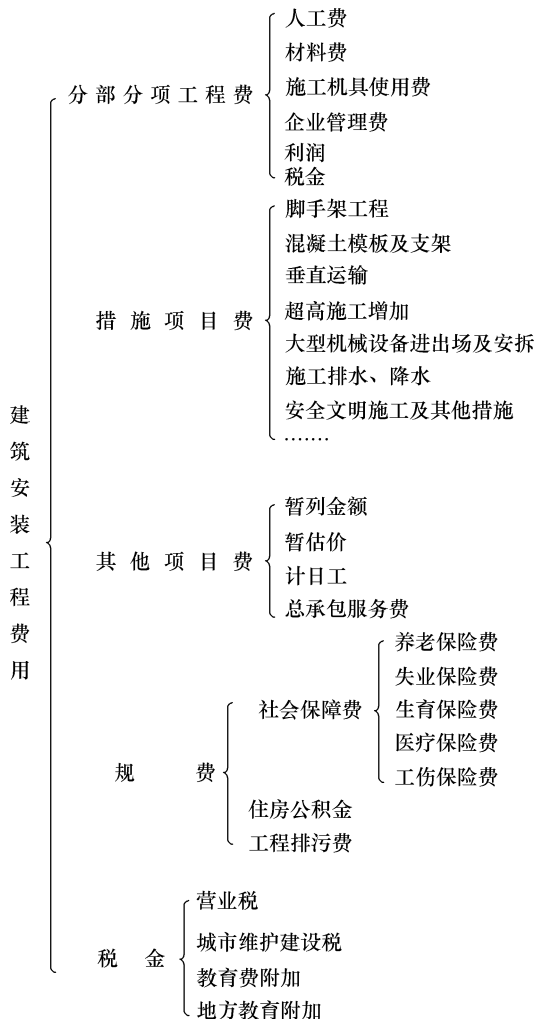 建筑安装工程费用
分部分项工程费
人工费
材料费
施工机具使用费
企业管理费
利润
税金
措施项目费
脚手架工程
混凝土模板及支架
垂直运输
超高施工增加
大型机械设备进出场及安拆
施工排水、降水
安全文明施工及其他措施
·······
其他项目费
暂列金额
暂估价
计日工
总承包服务费
规费
社会保障费
养老保险费
失业保险费
生育保险费
医疗保险费
工伤保险费
住房公积金
工程排污费
税金
营业税
城市维护建设税
教育费附加
地方教育附加